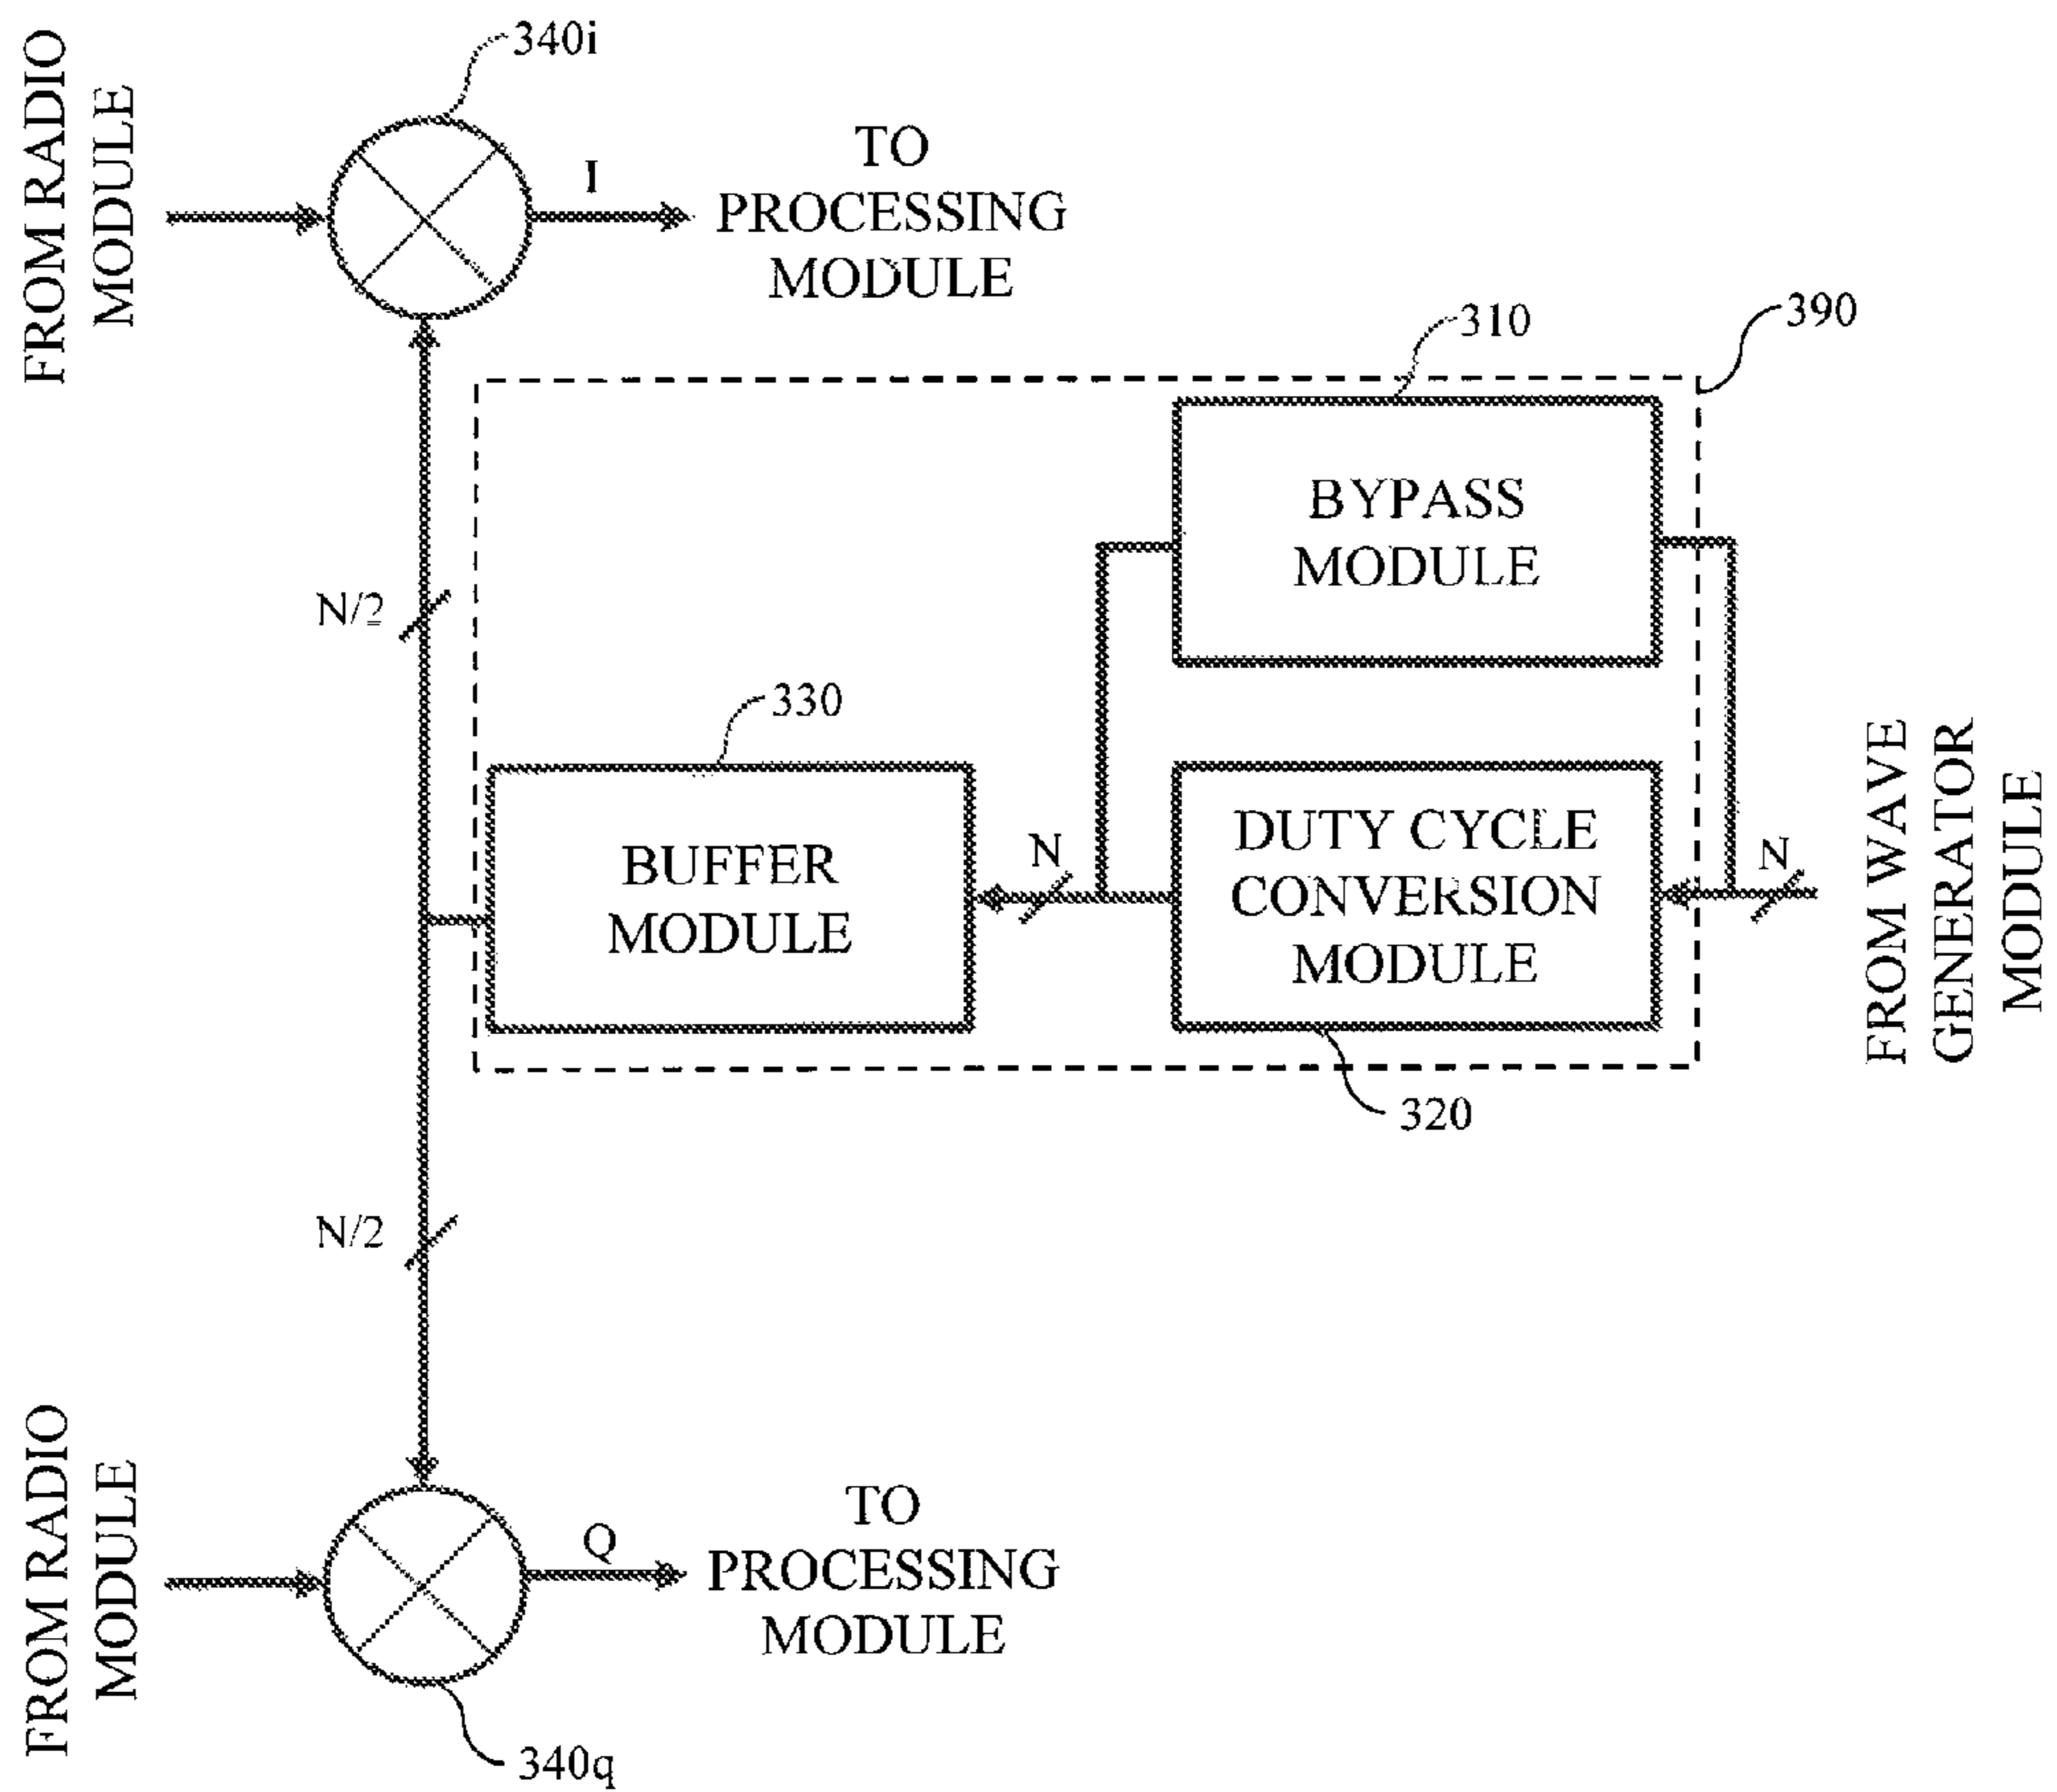 340i
FROM RADIO
MODULE
I
TO
PROCESSING
MODULE
390
310
BYPASS
MODULE
N/2
330
BUFFER
MODULE
N
DUTY CYCLE
CONVERSION
MODULE
N
FROM WAVE
GENERATOR
MODULE
320
N/2
FROM RADIO
MODULE
Q
TO
PROCESSING
MODULE
340q